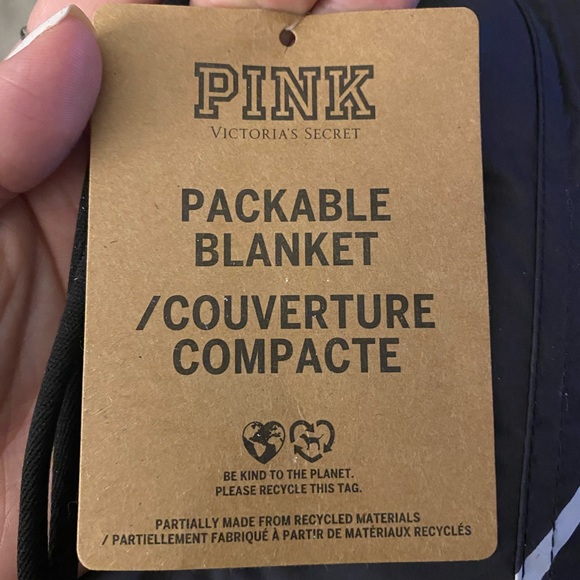 PINK
VICTORIA'S SECRET
PACKABLE
BLANKET
/COUVERTURE
COMPACTE
BE KIND TO THE PLANET.
PLEASE RECYCLE THIS TAG.
PARTIALLY MADE FROM RECYCLED MATERIALS
/ PARTIELLEMENT FABRIQUÉ À PARTIR DE MATÉRIAUX RECYCLÉS